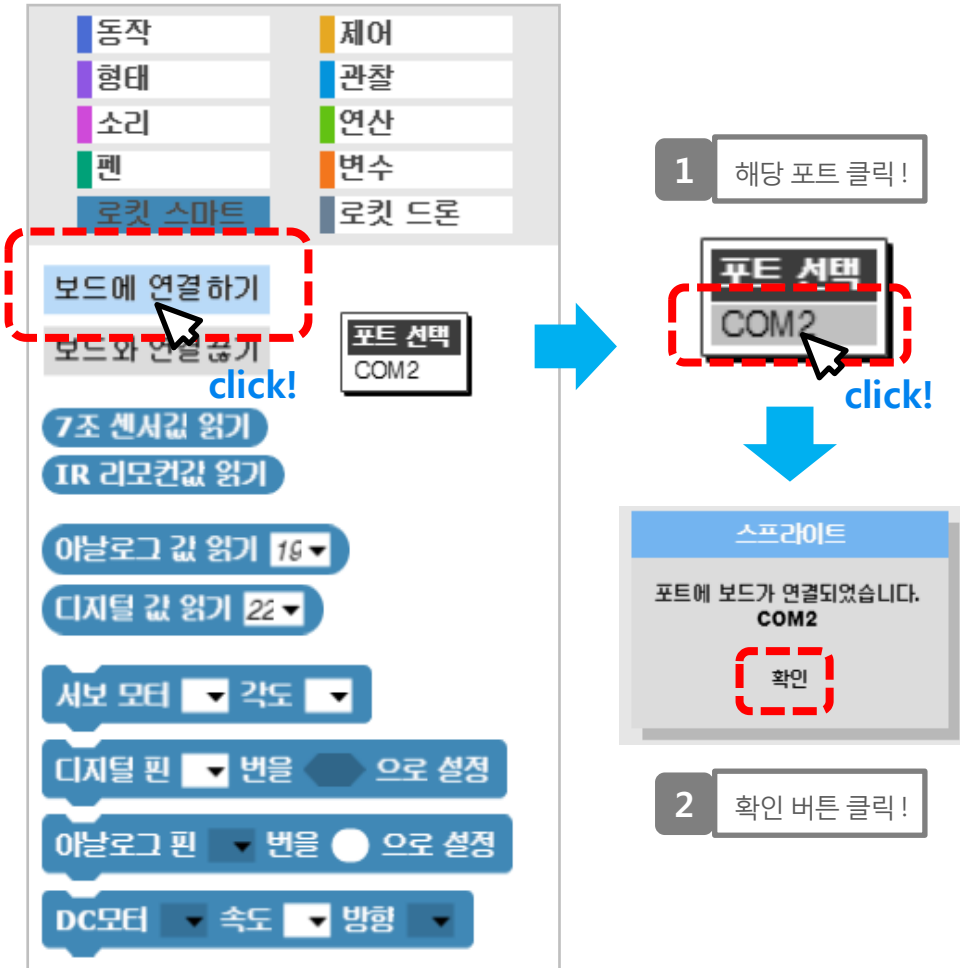 동작
제어
형태
관찰
소리
연산
펜
변수
로킷 스마트
로킷 드론
보드에 연결하기
보드와 연결끊기
click!
포트 선택
COM2
7조 센서값 읽기
IR 리모컨값 읽기
아날로그 값 읽기 19
디지털 값 읽기 22
서보 모터 각도
디지털 핀 번을 으로 설정
아날로그 핀 번을 으로 설정
DC모터 속도 방향
1 해당 포트 클릭 !
포트 선택
COM2
click!
스프라이트
포트에 보드가 연결되었습니다.
COM2
확인
2 확인 버튼 클릭 !